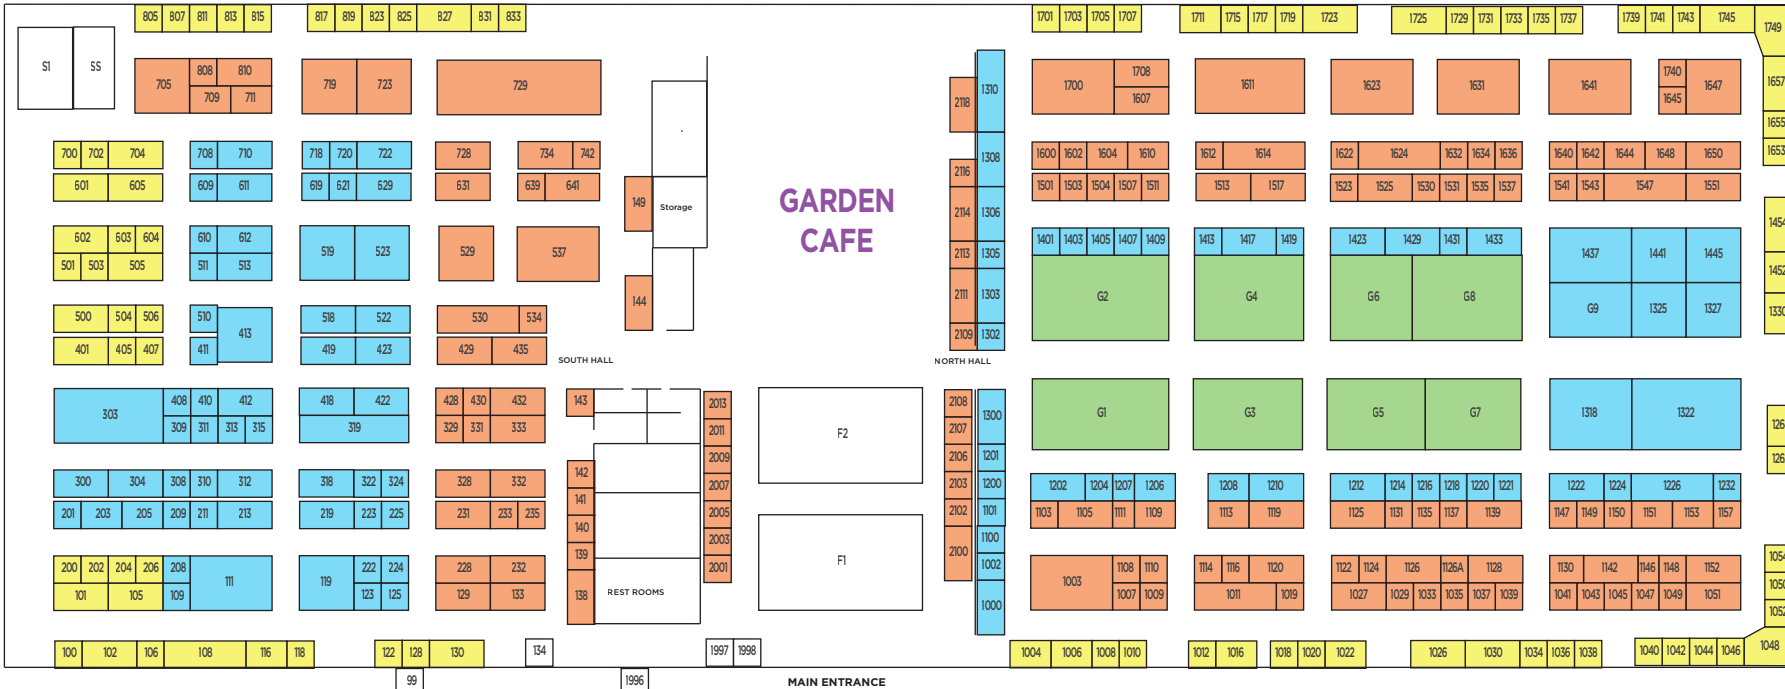 805 807 811 813 815 817 819 823 825 827 831 833 1701 1703 1705 1707 1711 1715 1717 1719 1723 1725 1729 1731 1733 1735 1737 1739 1741 1743 1745 1749
S1 SS 705 808 810 719 723 729 1310 1700 1708 1611 1623 1631 1641 1740 1647 1657
709 711 2118 1607 1645
1655
700 702 704 708 710 718 720 722 728 734 742 1308 1600 1602 1604 1610 1612 1614 1622 1624 1632 1634 1636 1640 1642 1644 1648 1650 1653
2116
601 605 609 611 619 621 629 631 639 641 1501 1503 1504 1507 1511 1513 1517 1523 1525 1530 1531 1535 1537 1541 1543 1547 1551
149 Storage GARDEN 2114 1306 1454
602 603 604 610 612 CAFE 1401 1403 1405 1407 1409 1413 1417 1419 1423 1429 1431 1433
519 523 529 537 2113 1305 1437 1441 1445
501 503 505 511 513 1452
144 2111 1303 G2 G4 G6 G8 G9 1325 1327 1330
500 504 506 510 413 518 522 530 534
2109 1302
401 405 407 411 419 423 429 435
SOUTH HALL NORTH HALL
303 408 410 412 418 422 428 430 432 143 2013 2108 1300 G1 G3 G5 G7 1318 1322
309 311 313 315 319 329 331 333 2011 F2 2107
2009 2106 1201
300 304 308 310 312 318 322 324 328 332 142 2007 2103 1200 1202 1204 1207 1206 1208 1210 1212 1214 1216 1218 1220 1221 1222 1224 1226 1232
201 203 205 209 211 213 219 223 225 231 233 235 141 2005 2102 1101 1103 1105 1111 1109 1113 1119 1125 1131 1135 1137 1139 1147 1149 1150 1151 1153 1157
140 2003 2100 1100
200 202 204 206 208 111 119 222 224 228 232 139 2001 F1 1002 1003 1108 1110 1114 1116 1120 1122 1124 1126 1126A 1128 1130 1142 1146 1148 1152 1054
101 105 109 123 125 129 133 138 REST ROOMS 1000 1007 1009 1011 1019 1027 1029 1033 1035 1037 1039 1041 1043 1045 1047 1049 1051 1050
1052
100 102 106 108 116 118 122 128 130 134 1997 1998 1004 1006 1008 1010 1012 1016 1018 1020 1022 1026 1030 1034 1036 1038 1040 1042 1044 1046 1048
99 1996 MAIN ENTRANCE